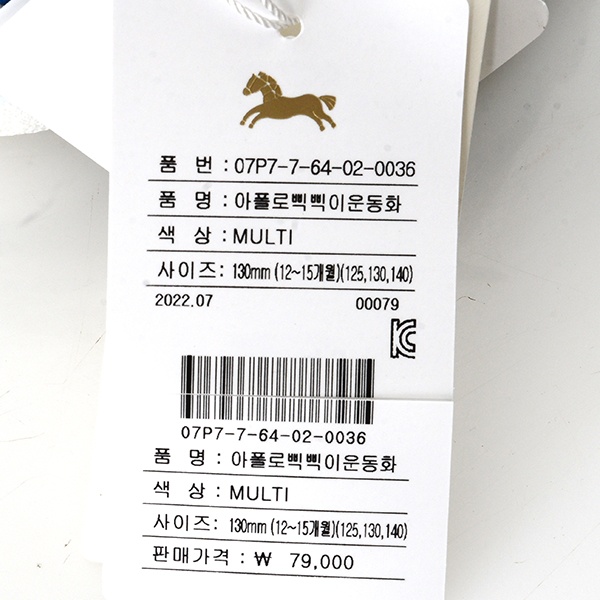 품 번 : 07P7-7-64-02-0036
품 명 : 아폴로삑삑이운동화
색 상 : MULTI
사이즈: 130mm (12~15개월)(125,130,140)
2022.07 00079
KC
07P7-7-64-02-0036
품 명 : 아폴로삑삑이운동화
색 상 : MULTI
사이즈: 130mm (12~15개월)(125,130,140)
판매가격 : ₩ 79,000